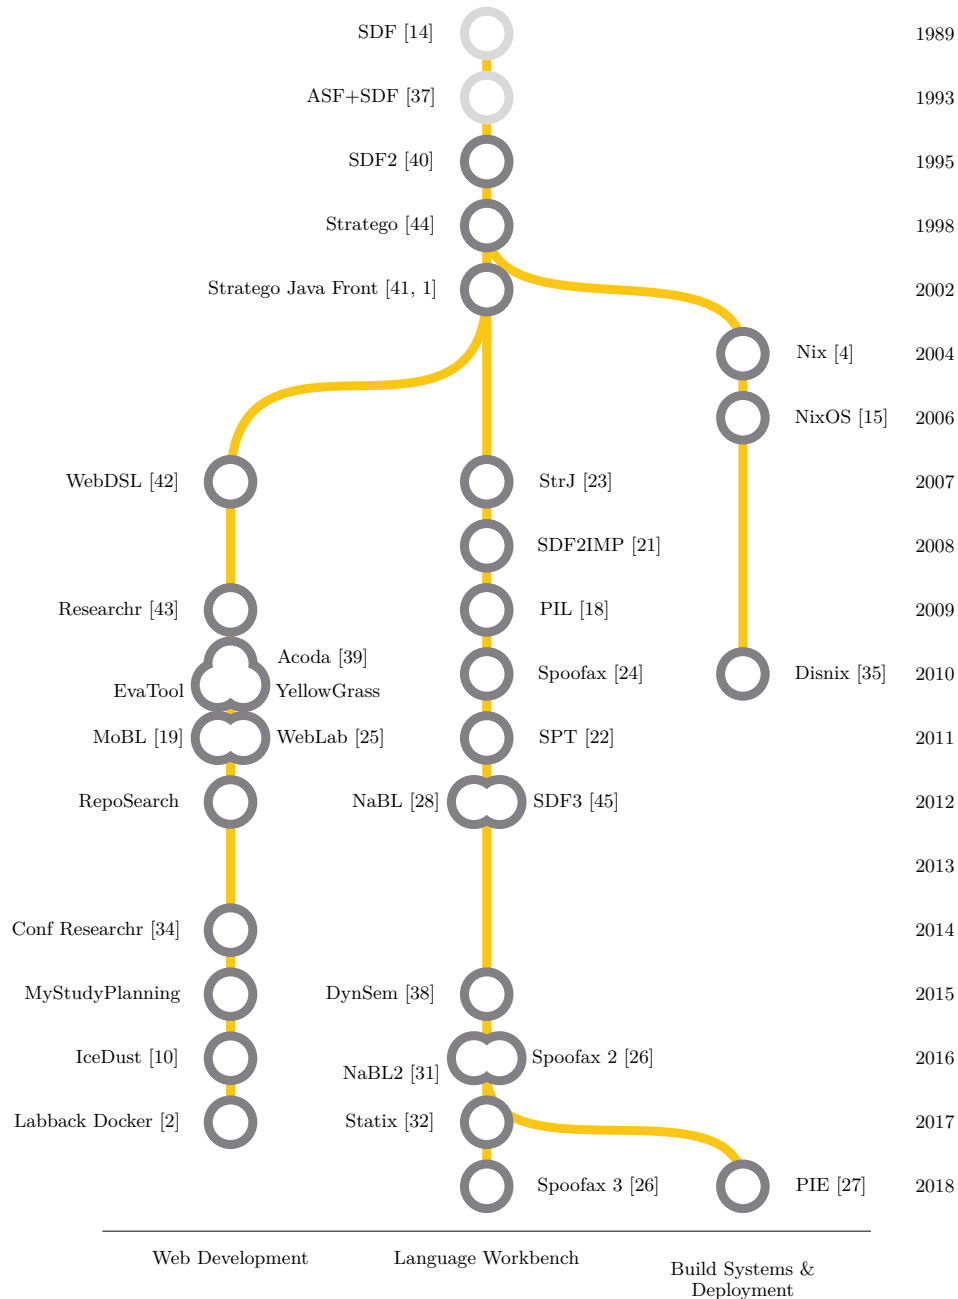 SDF [14] 1989
ASF+SDF [37] 1993
SDF2 [40] 1995
Stratego [44] 1998
Stratego Java Front [41, 1] 2002
Nix [4] 2004
NixOS [15] 2006
WebDSL [42] StrJ [23] 2007
SDF2IMP [21] 2008
Researchr [43] PIL [18] 2009
Acoda [39] Spoofax [24] Disnix [35] 2010
EvaTool YellowGrass
MoBL [19] WebLab [25] SPT [22] 2011
RepoSearch NaBL [28] SDF3 [45] 2012
2013
Conf Researchr [34] 2014
MyStudyPlanning DynSem [38] 2015
IceDust [10] Spoofax 2 [26] 2016
NaBL2 [31]
Labback Docker [2] Statix [32] 2017
Spoofax 3 [26] PIE [27] 2018
Web Development Language Workbench
Build Systems &
Deployment